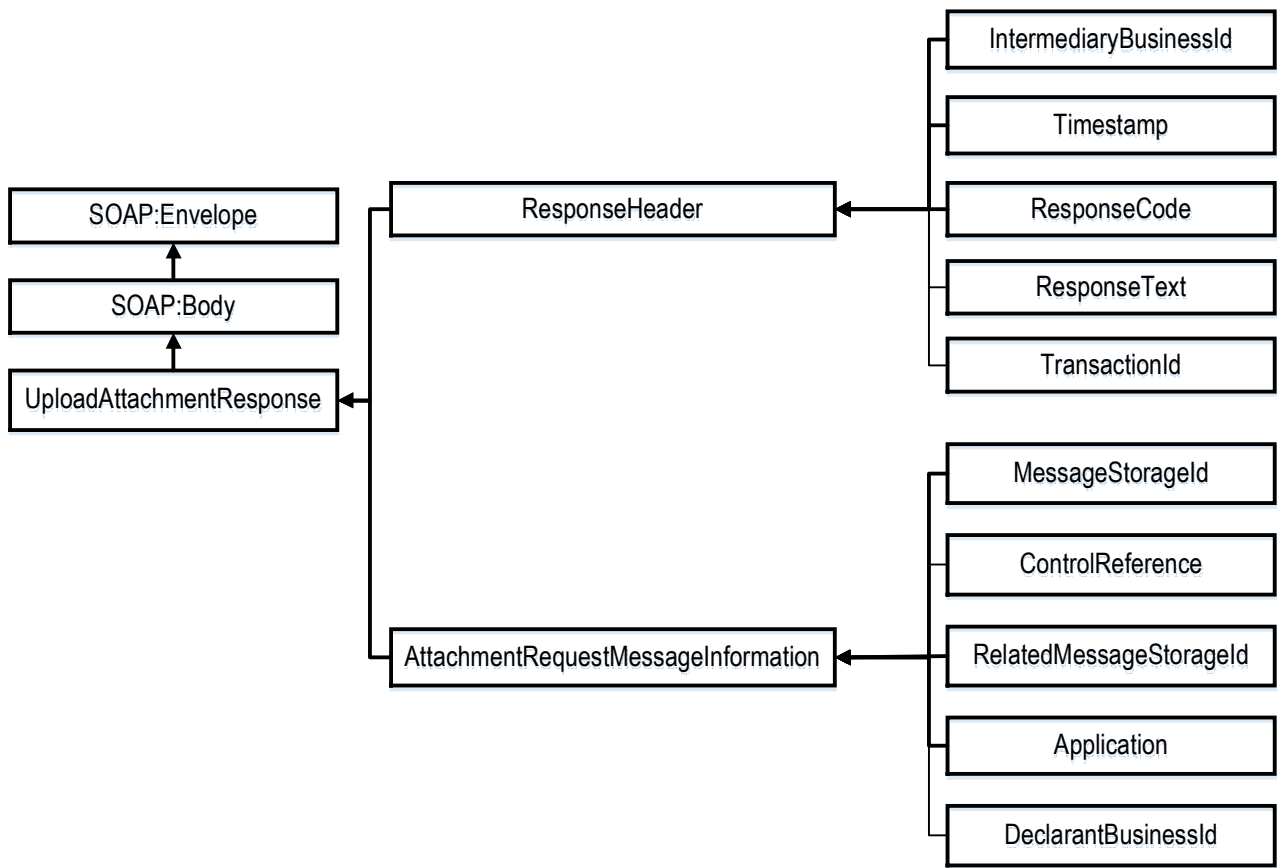 SOAP:Envelope
SOAP:Body
UploadAttachmentResponse
ResponseHeader
IntermediaryBusinessId
Timestamp
ResponseCode
ResponseText
TransactionId
AttachmentRequestMessageInformation
MessageStorageId
ControlReference
RelatedMessageStorageId
Application
DeclarantBusinessId